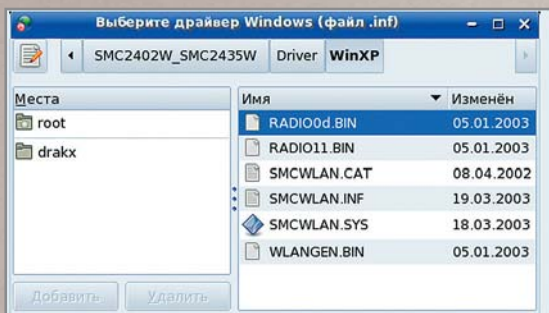 Выберите драйвер Windows (файл .inf)
SMC2402W_SMC2435W Driver WinXP
Места
root
drakx
Имя Изменён
RADIO0d.BIN 05.01.2003
RADIO11.BIN 05.01.2003
SMCWLAN.CAT 08.04.2002
SMCWLAN.INF 19.03.2003
SMCWLAN.SYS 18.03.2003
WLANGEN.BIN 05.01.2003
Добавить Удалить